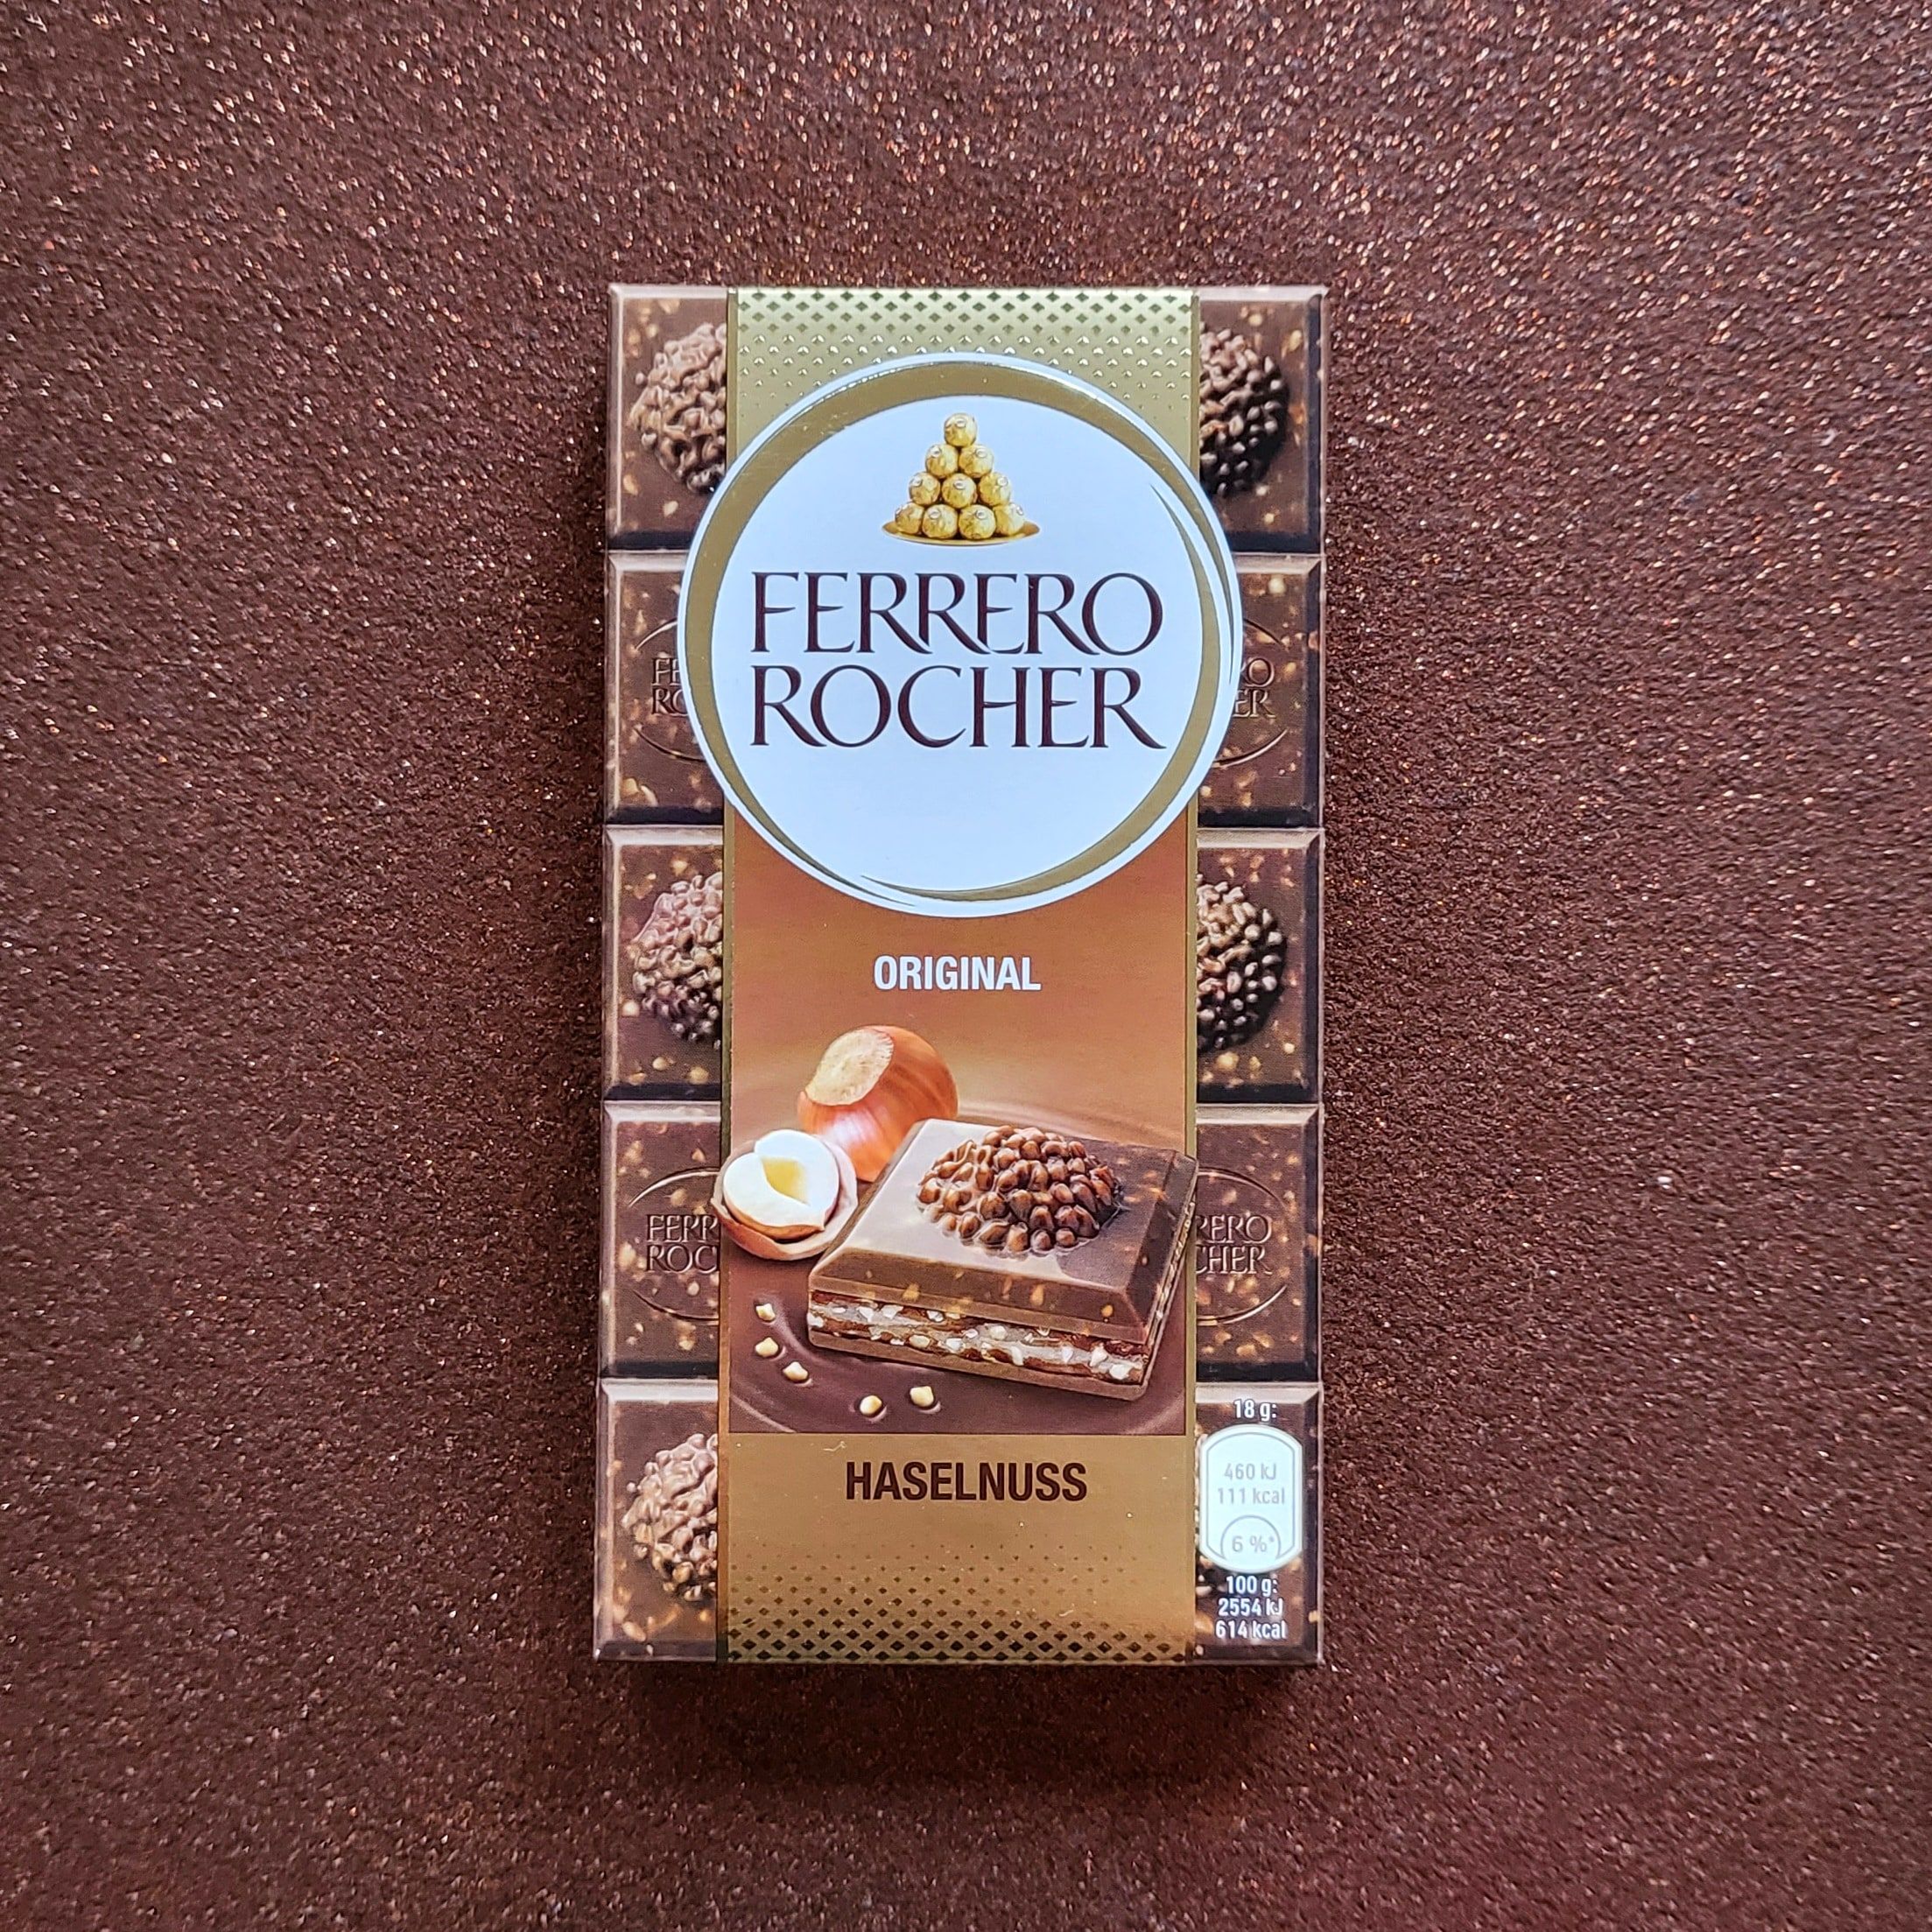 FERRERO
ROCHER
ORIGINAL
HASELNUSS
18 g:
460 kJ
111 kcal
6 %*
100 g:
2554 kJ
614 kcal